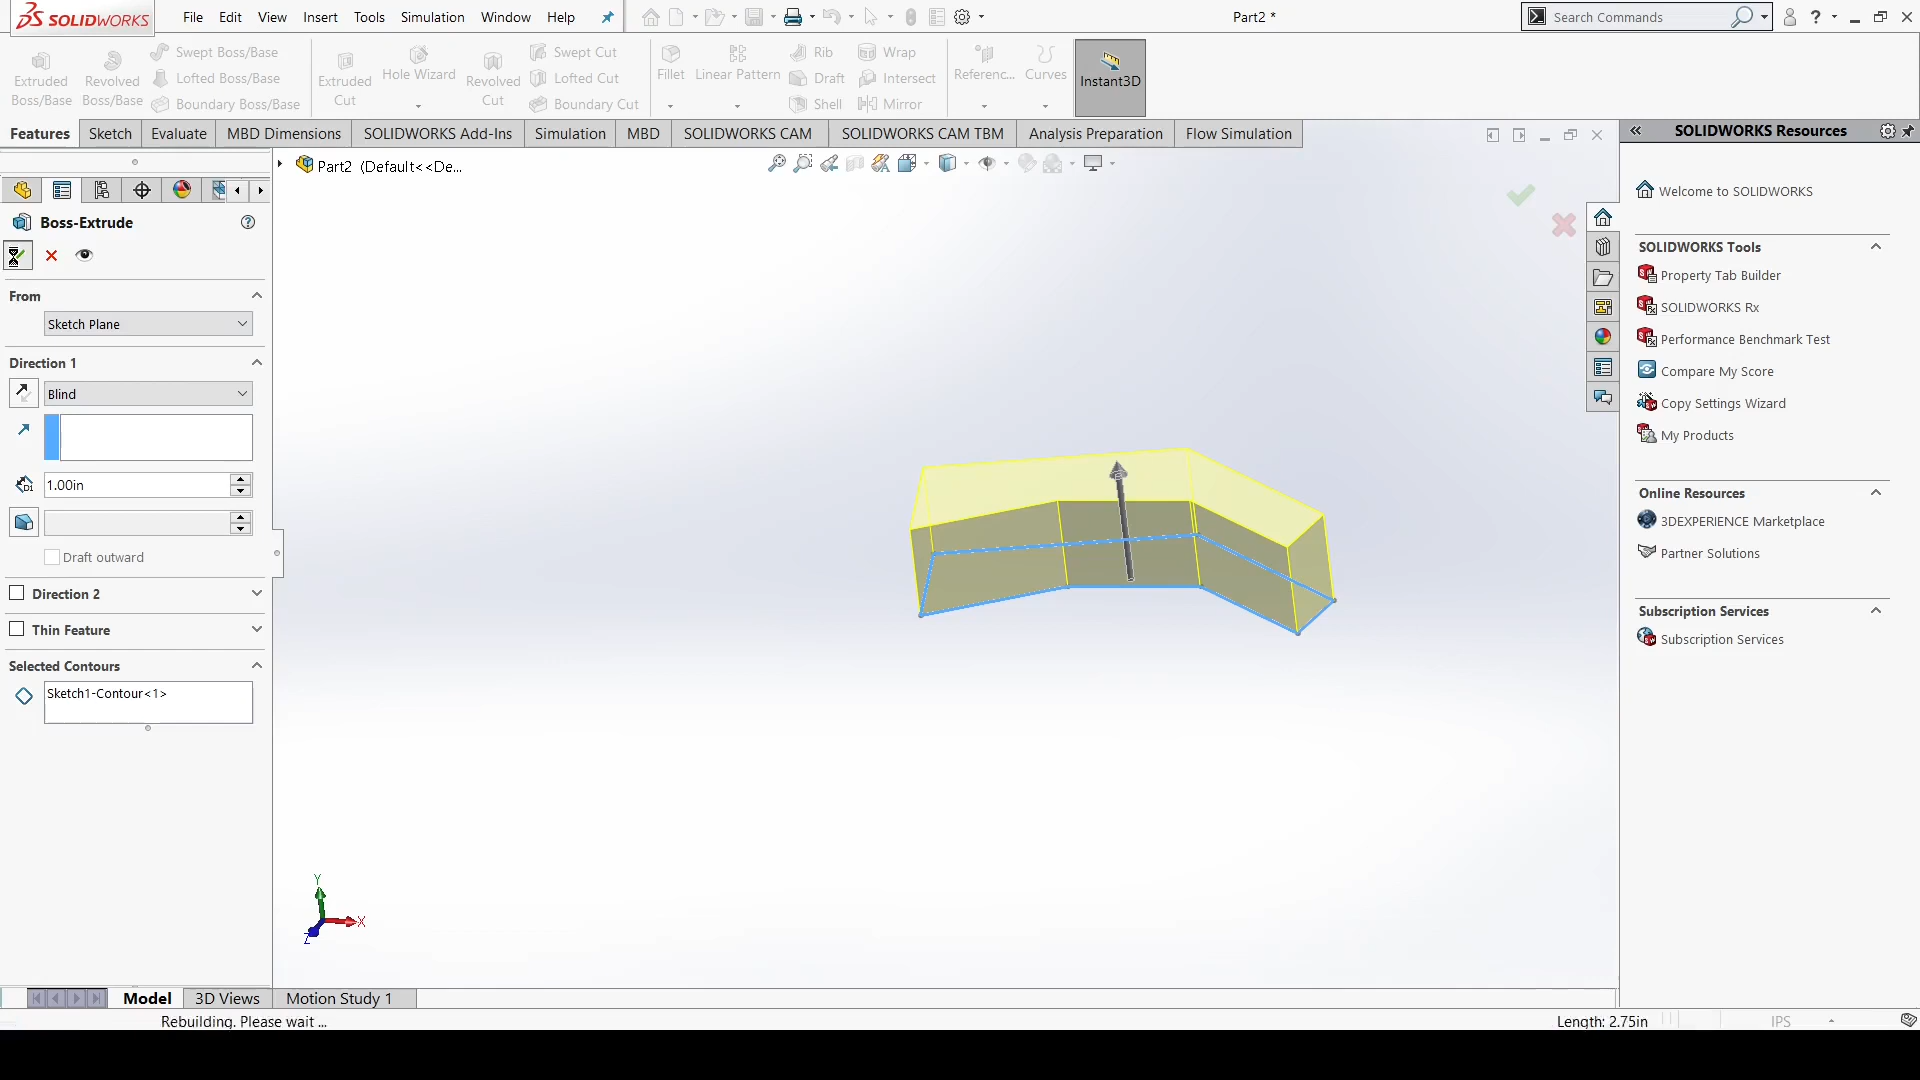 SOLIDWORKS
File Edit View Insert Tools Simulation Window Help
Part2 *
Search Commands
Extruded Boss/Base
Revolved Boss/Base
Swept Boss/Base
Lofted Boss/Base
Boundary Boss/Base
Extruded Cut
Hole Wizard
Revolved Cut
Swept Cut
Lofted Cut
Boundary Cut
Fillet
Linear Pattern
Rib
Draft
Shell
Wrap
Intersect
Mirror
Referenc...
Curves
Instant3D
Features Sketch Evaluate MBD Dimensions SOLIDWORKS Add-Ins Simulation MBD SOLIDWORKS CAM SOLIDWORKS CAM TBM Analysis Preparation Flow Simulation
Part2 (Default<<De...
Boss-Extrude
From
Sketch Plane
Direction 1
Blind
1.00in
Draft outward
Direction 2
Thin Feature
Selected Contours
Sketch1-Contour<1>
Y
X
Z
Model 3D Views Motion Study 1
Rebuilding. Please wait ...
Length: 2.75in
IPS
SOLIDWORKS Resources
Welcome to SOLIDWORKS
SOLIDWORKS Tools
Property Tab Builder
SOLIDWORKS Rx
Performance Benchmark Test
Compare My Score
Copy Settings Wizard
My Products
Online Resources
3DEXPERIENCE Marketplace
Partner Solutions
Subscription Services
Subscription Services